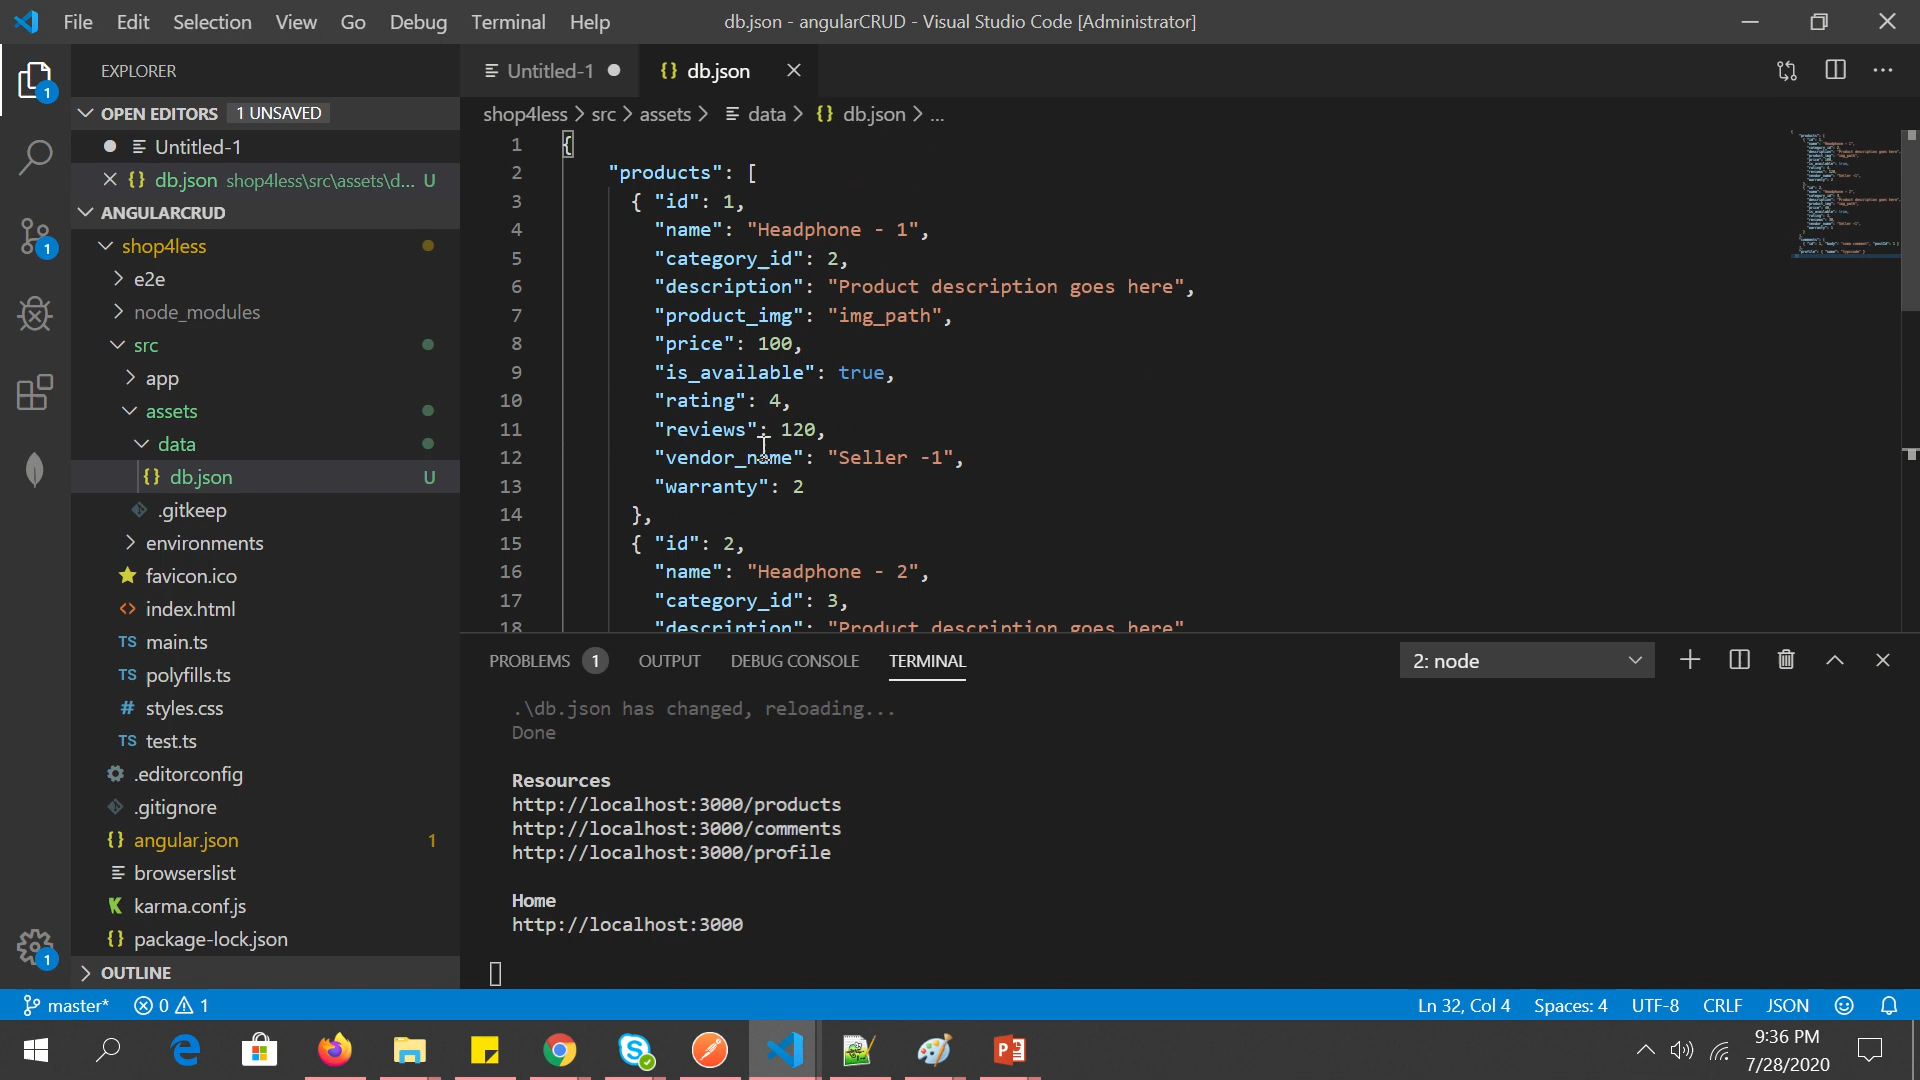 File Edit Selection View Go Debug Terminal Help db.json - angularCRUD - Visual Studio Code [Administrator]
EXPLORER
OPEN EDITORS 1 UNSAVED
Untitled-1
db.json shop4less\src\assets\d... U
ANGULARCRUD
shop4less
e2e
node_modules
src
app
assets
data
db.json U
.gitkeep
environments
favicon.ico
index.html
TS main.ts
TS polyfills.ts
# styles.css
TS test.ts
.editorconfig
.gitignore
{} angular.json 1
browserslist
karma.conf.js
{} package-lock.json
OUTLINE
Untitled-1
{} db.json
shop4less > src > assets > data > {} db.json > ...
1 {
2 "products": [
3 { "id": 1,
4 "name": "Headphone - 1",
5 "category_id": 2,
6 "description": "Product description goes here",
7 "product_img": "img_path",
8 "price": 100,
9 "is_available": true,
10 "rating": 4,
11 "reviews": 120,
12 "vendor_name": "Seller -1",
13 "warranty": 2
14 },
15 { "id": 2,
16 "name": "Headphone - 2",
17 "category_id": 3,
18 "description": "Product description goes here"
PROBLEMS 1 OUTPUT DEBUG CONSOLE TERMINAL 2: node
.\db.json has changed, reloading...
Done
Resources
http://localhost:3000/products
http://localhost:3000/comments
http://localhost:3000/profile
Home
http://localhost:3000
master* 0 1 Ln 32, Col 4 Spaces: 4 UTF-8 CRLF JSON
9:36 PM
7/28/2020